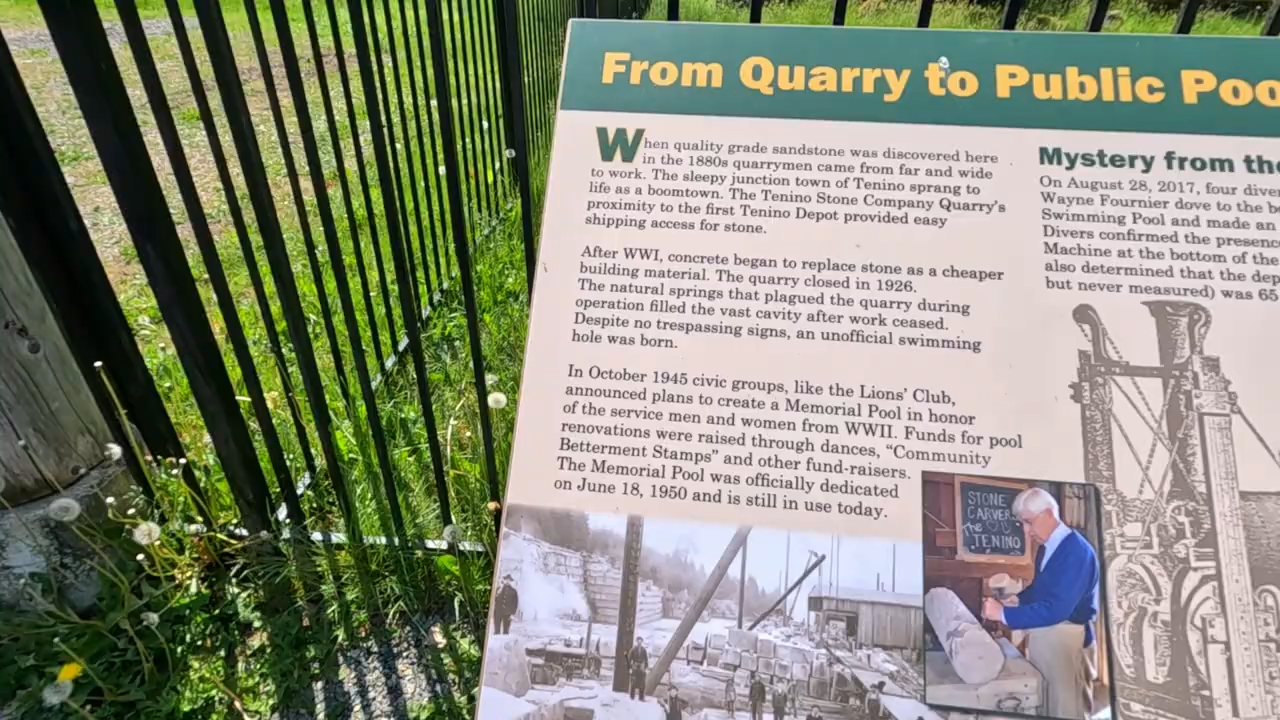 From Quarry to Public
When quality grade sandstone was discovered here
in the 1880s quarrymen came from far and wide
to work. The sleepy junction town of Tenino sprang to
life as a boomtown. The Tenino Stone Company Quarry's
proximity to the first Tenino Depot provided easy
shipping access for stone.
After WWI, concrete began to replace stone as a cheaper
building material. The quarry closed in 1926.
The natural springs that plagued the quarry during
operation filled the vast cavity after work ceased.
Despite no trespassing signs, an unofficial swimming
hole was born.
In October 1945 civic groups, like the Lions' Club,
announced plans to create a Memorial Pool in honor
of the service men and women from WWII. Funds for pool
renovations were raised through dances, "Community
Betterment Stamps" and other fund-raisers.
The Memorial Pool was officially dedicated
on June 18, 1950 and is still in use today.
STONE
CARVER
The
TENINO
Mystery from
On August 28, 2017, four
Wayne Fournier dove to the
Swimming Pool and made an
Divers confirmed the
Machine at the bottom of the
also determined that the
but never measured) was 65